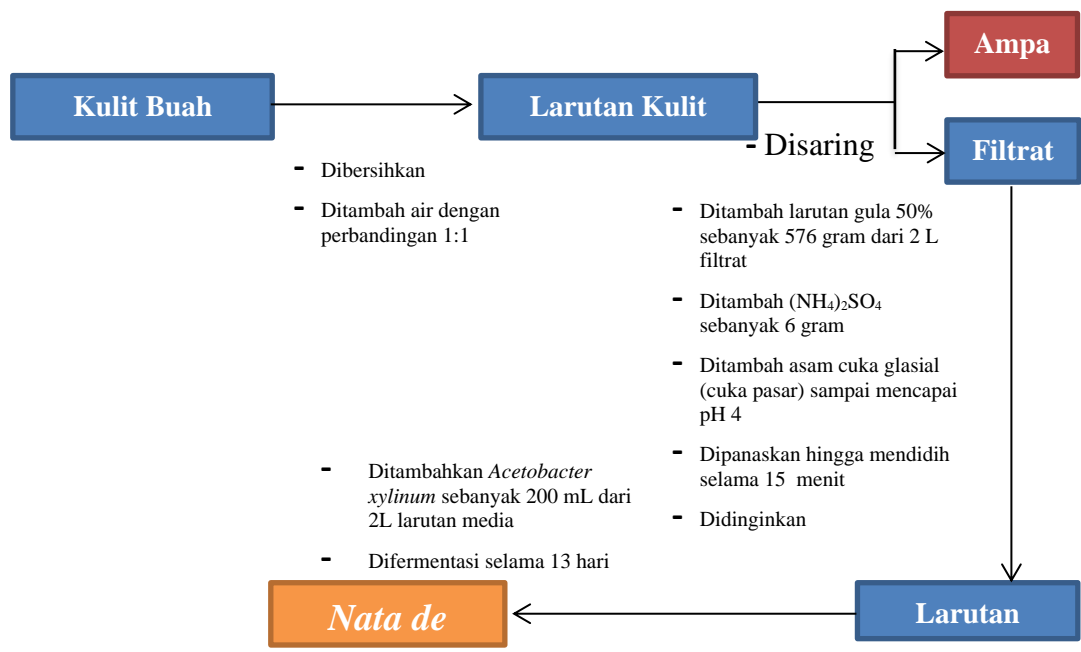 Kulit Buah
- Dibersihkan
- Ditambah air dengan
perbandingan 1:1
Larutan Kulit
- Disaring
Ampa
Filtrat
- Ditambah larutan gula 50%
sebanyak 576 gram dari 2 L
filtrat
- Ditambah (NH₄)₂SO₄
sebanyak 6 gram
- Ditambah asam cuka glasial
(cuka pasar) sampai mencapai
pH 4
- Dipanaskan hingga mendidih
selama 15 menit
- Didinginkan
Larutan
- Ditambahkan Acetobacter
xylinum sebanyak 200 mL dari
2L larutan media
- Difermentasi selama 13 hari
Nata de